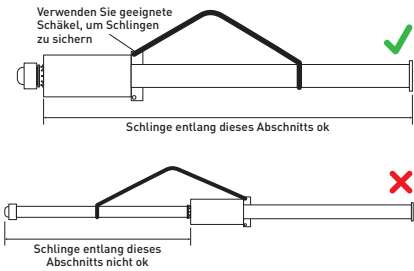 Verwenden Sie geeignete
Schäkel, um Schlingen
zu sichern
Schlinge entlang dieses Abschnitts ok
Schlinge entlang dieses
Abschnitts nicht ok